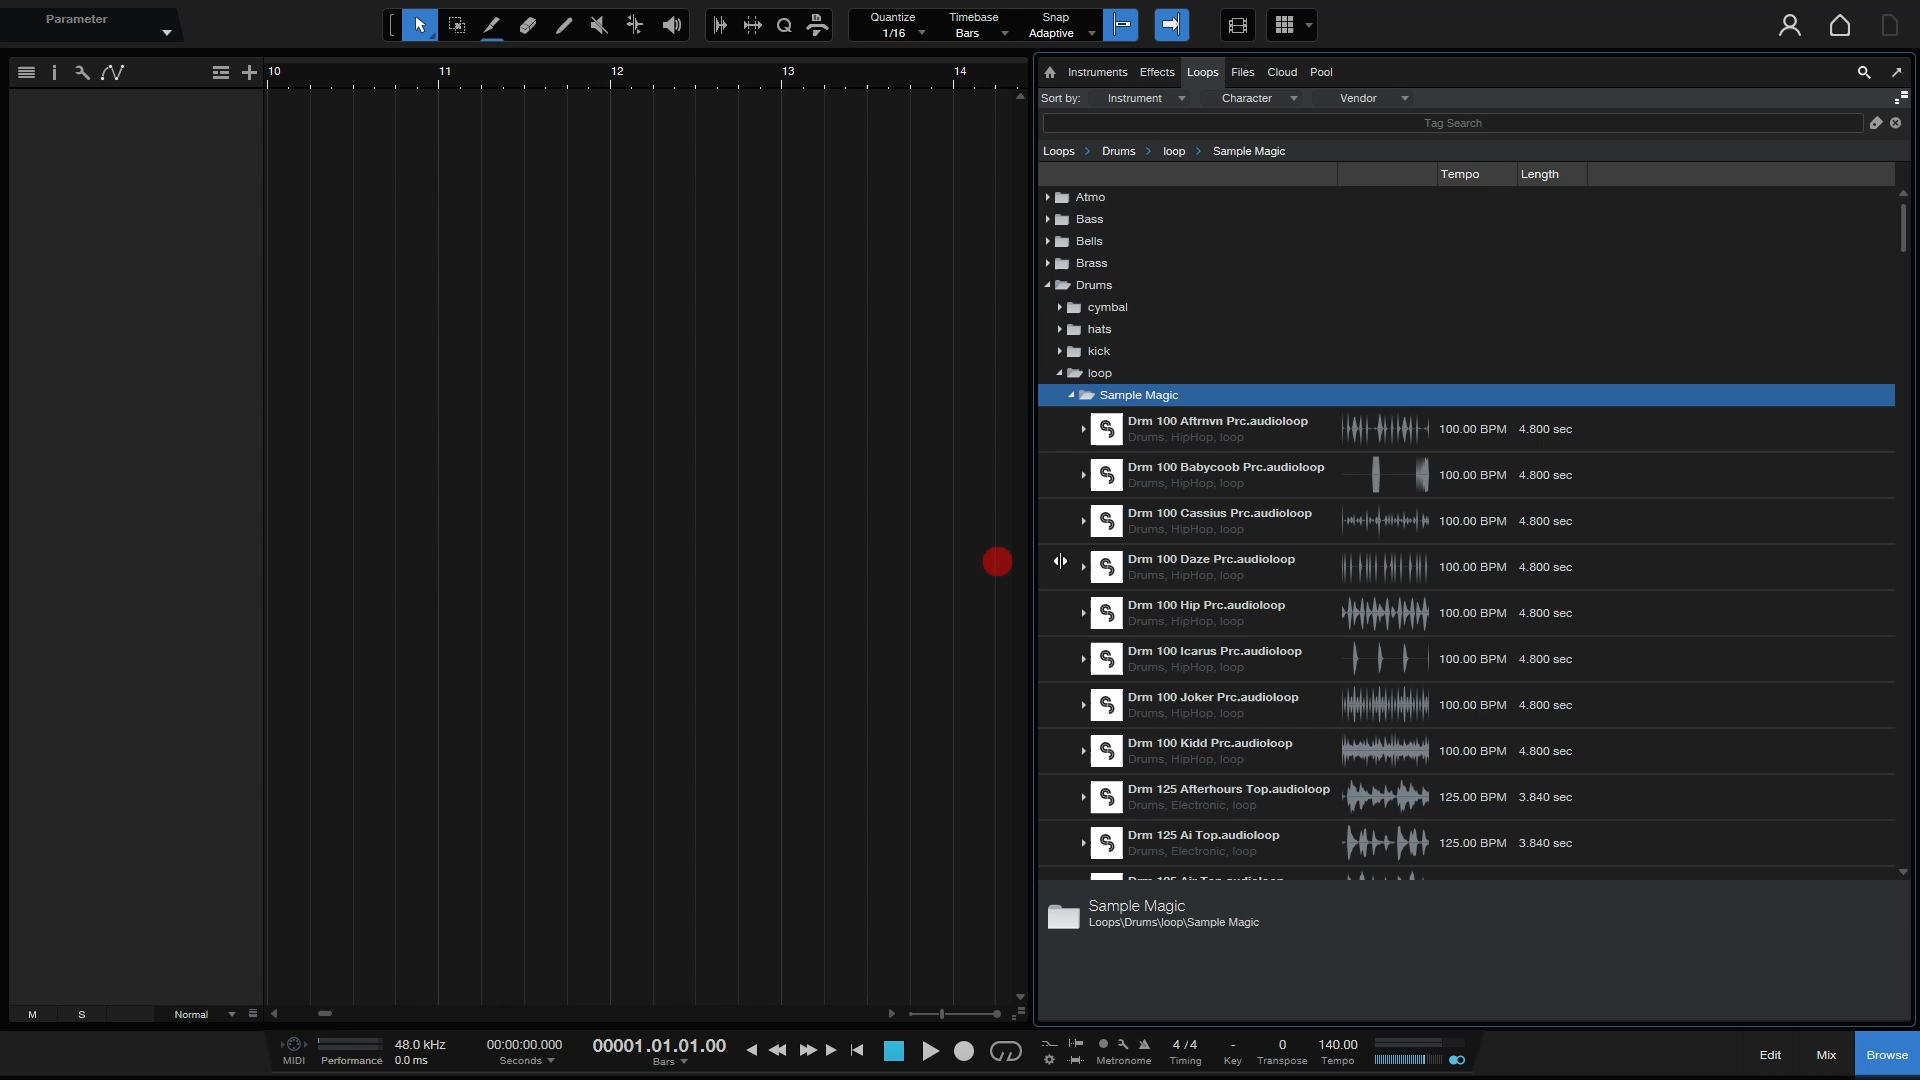 Parameter
Quantize
1/16
Timebase
Bars
Snap
Adaptive
10 11 12 13 14
Instruments Effects Loops Files Cloud Pool
Sort by: Instrument Character Vendor
Tag Search
Loops > Drums > loop > Sample Magic
Tempo Length
Atmo
Bass
Bells
Brass
Drums
cymbal
hats
kick
loop
Sample Magic
Drm 100 Aftrnvn Prc.audioloop
Drums, HipHop, loop
100.00 BPM 4.800 sec
Drm 100 Babycoob Prc.audioloop
Drums, HipHop, loop
100.00 BPM 4.800 sec
Drm 100 Cassius Prc.audioloop
Drums, HipHop, loop
100.00 BPM 4.800 sec
Drm 100 Daze Prc.audioloop
Drums, HipHop, loop
100.00 BPM 4.800 sec
Drm 100 Hip Prc.audioloop
Drums, HipHop, loop
100.00 BPM 4.800 sec
Drm 100 Icarus Prc.audioloop
Drums, HipHop, loop
100.00 BPM 4.800 sec
Drm 100 Joker Prc.audioloop
Drums, HipHop, loop
100.00 BPM 4.800 sec
Drm 100 Kidd Prc.audioloop
Drums, HipHop, loop
100.00 BPM 4.800 sec
Drm 125 Afterhours Top.audioloop
Drums, Electronic, loop
125.00 BPM 3.840 sec
Drm 125 Ai Top.audioloop
Drums, Electronic, loop
125.00 BPM 3.840 sec
Sample Magic
Loops\Drums\loop\Sample Magic
M S Normal
MIDI
Performance
48.0 kHz
0.0 ms
00:00:00.000
Seconds
00001.01.01.00
Bars
Metronome
4 / 4
Timing
-
Key
0
Transpose
140.00
Tempo
Edit Mix Browse